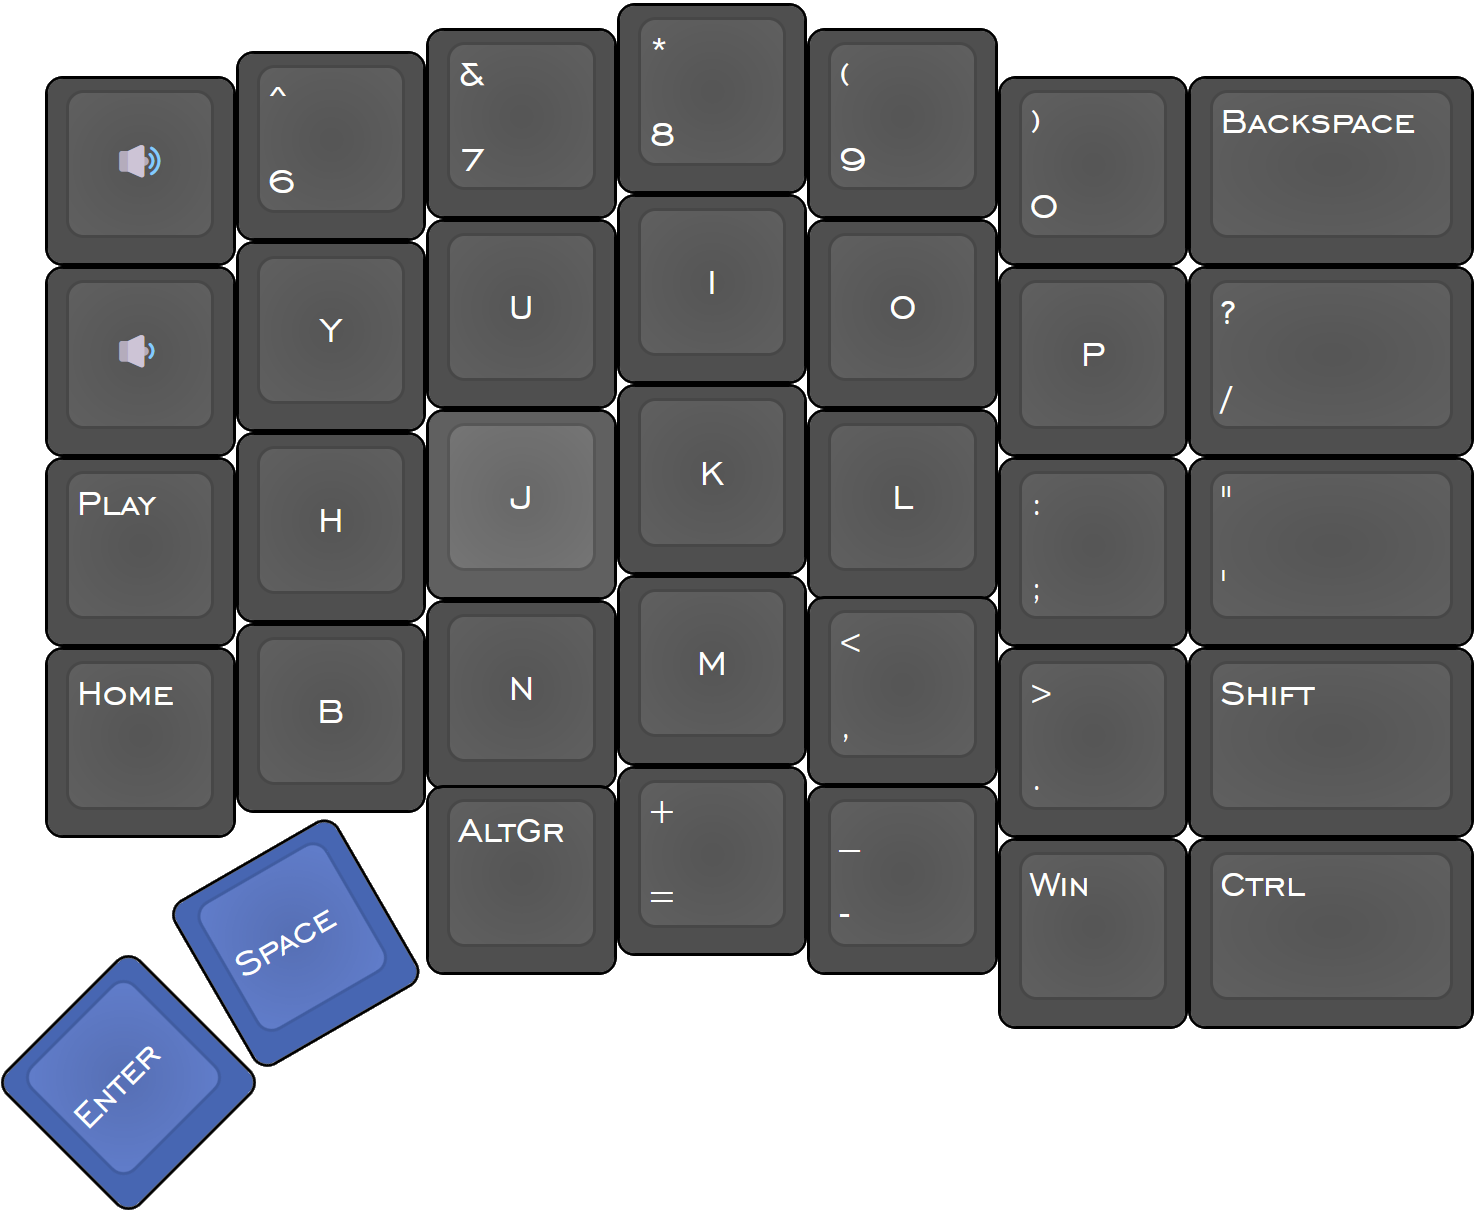 ^
6
&
7
*
8
(
9
)
0
Backspace
Y
U
I
O
P
?
/
Play
H
J
K
L
:
;
"
'
Home
B
N
M
<
,
>
.
Shift
AltGr
+
=
_
-
Win
Ctrl
Space
Enter